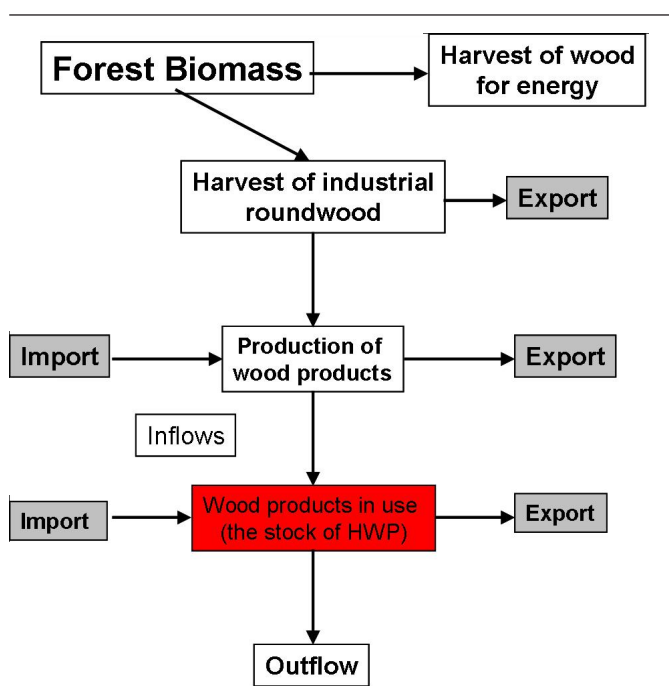 Forest Biomass
Harvest of wood
for energy
Harvest of industrial
roundwood
Export
Import
Production of
wood products
Export
Inflows
Import
Wood products in use
(the stock of HWP)
Export
Outflow